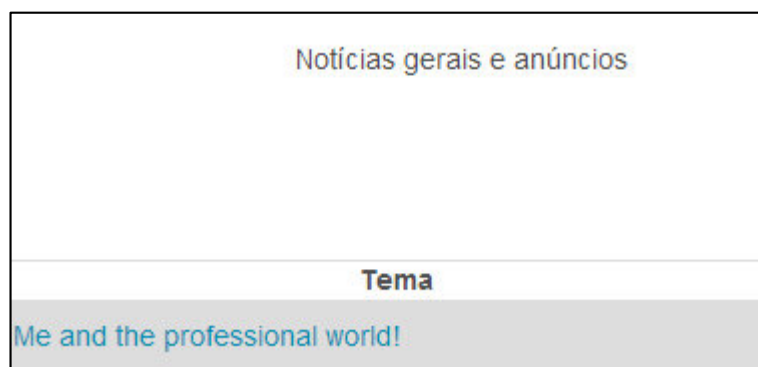 Notícias gerais e anúncios
Tema
Me and the professional world!